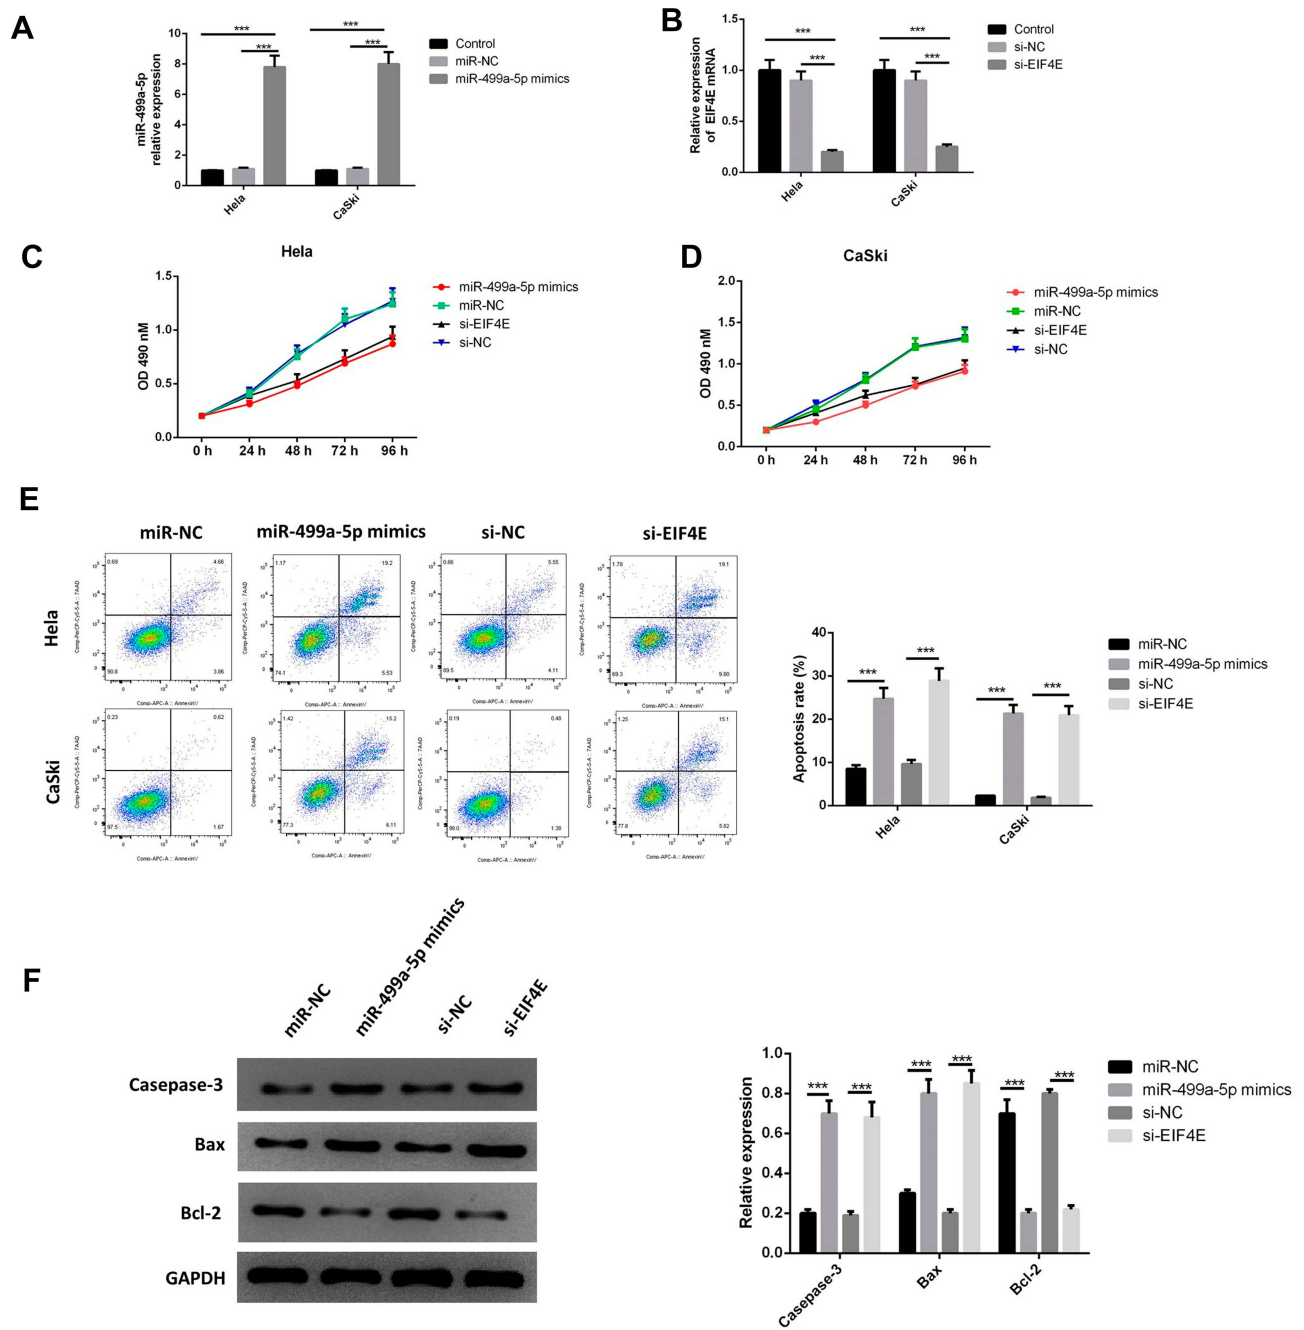 A
miR-499a-5p
relative expression
10
8
6
4
2
0
***
***
***
***
Hela
CaSki
Control
miR-NC
miR-499a-5p mimics
B
Relative expression
of EIF4E mRNA
1.5
1.0
0.5
0.0
***
***
***
***
Hela
CaSki
Control
si-NC
si-EIF4E
C
Hela
OD 490 nM
1.5
1.0
0.5
0.0
0 h
24 h
48 h
72 h
96 h
miR-499a-5p mimics
miR-NC
si-EIF4E
si-NC
D
CaSki
OD 490 nM
2.0
1.5
1.0
0.5
0.0
0 h
24 h
48 h
72 h
96 h
miR-499a-5p mimics
miR-NC
si-EIF4E
si-NC
E
miR-NC
miR-499a-5p mimics
si-NC
si-EIF4E
Hela
0.69
4.66
90.8
3.86
1.17
19.2
74.1
5.53
0.86
5.55
89.5
4.11
1.78
19.1
69.3
9.80
CaSki
0.23
0.62
97.5
1.67
1.42
15.2
77.3
6.11
0.19
0.48
98.0
1.38
1.25
15.1
77.8
5.82
Comp-PerCP-Cy5-5-A :: 7AAD
Comp-APC-A :: AnnexinV
Apoptosis rate (%)
40
30
20
10
0
***
***
***
***
Hela
CaSki
miR-NC
miR-499a-5p mimics
si-NC
si-EIF4E
F
miR-NC
miR-499a-5p mimics
si-NC
si-EIF4E
Casepase-3
Bax
Bcl-2
GAPDH
Relative expression
1.0
0.8
0.6
0.4
0.2
0.0
***
***
***
***
***
***
Casepase-3
Bax
Bcl-2
miR-NC
miR-499a-5p mimics
si-NC
si-EIF4E